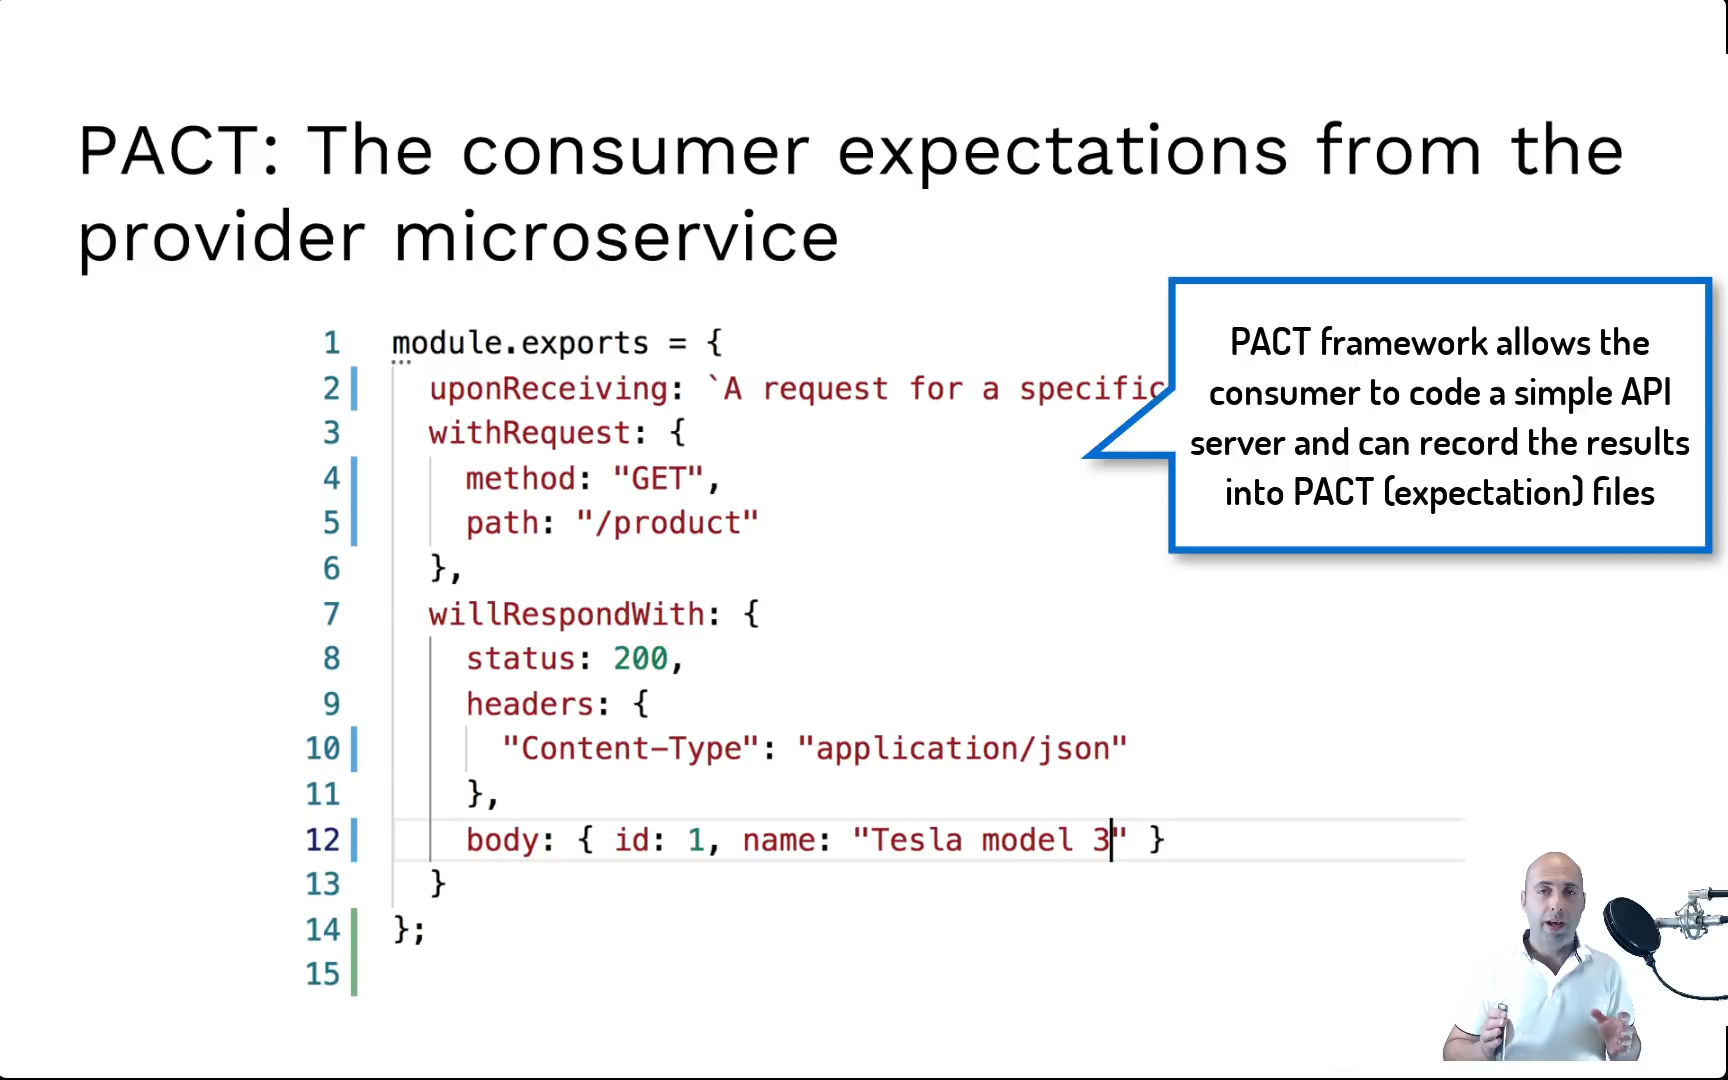 PACT: The consumer expectations from the
provider microservice
1 module.exports = {
2 uponReceiving: `A request for a specific
3 withRequest: {
4 method: "GET",
5 path: "/product"
6 },
7 willRespondWith: {
8 status: 200,
9 headers: {
10 "Content-Type": "application/json"
11 },
12 body: { id: 1, name: "Tesla model 3" }
13 }
14 };
15
PACT framework allows the
consumer to code a simple API
server and can record the results
into PACT (expectation) files